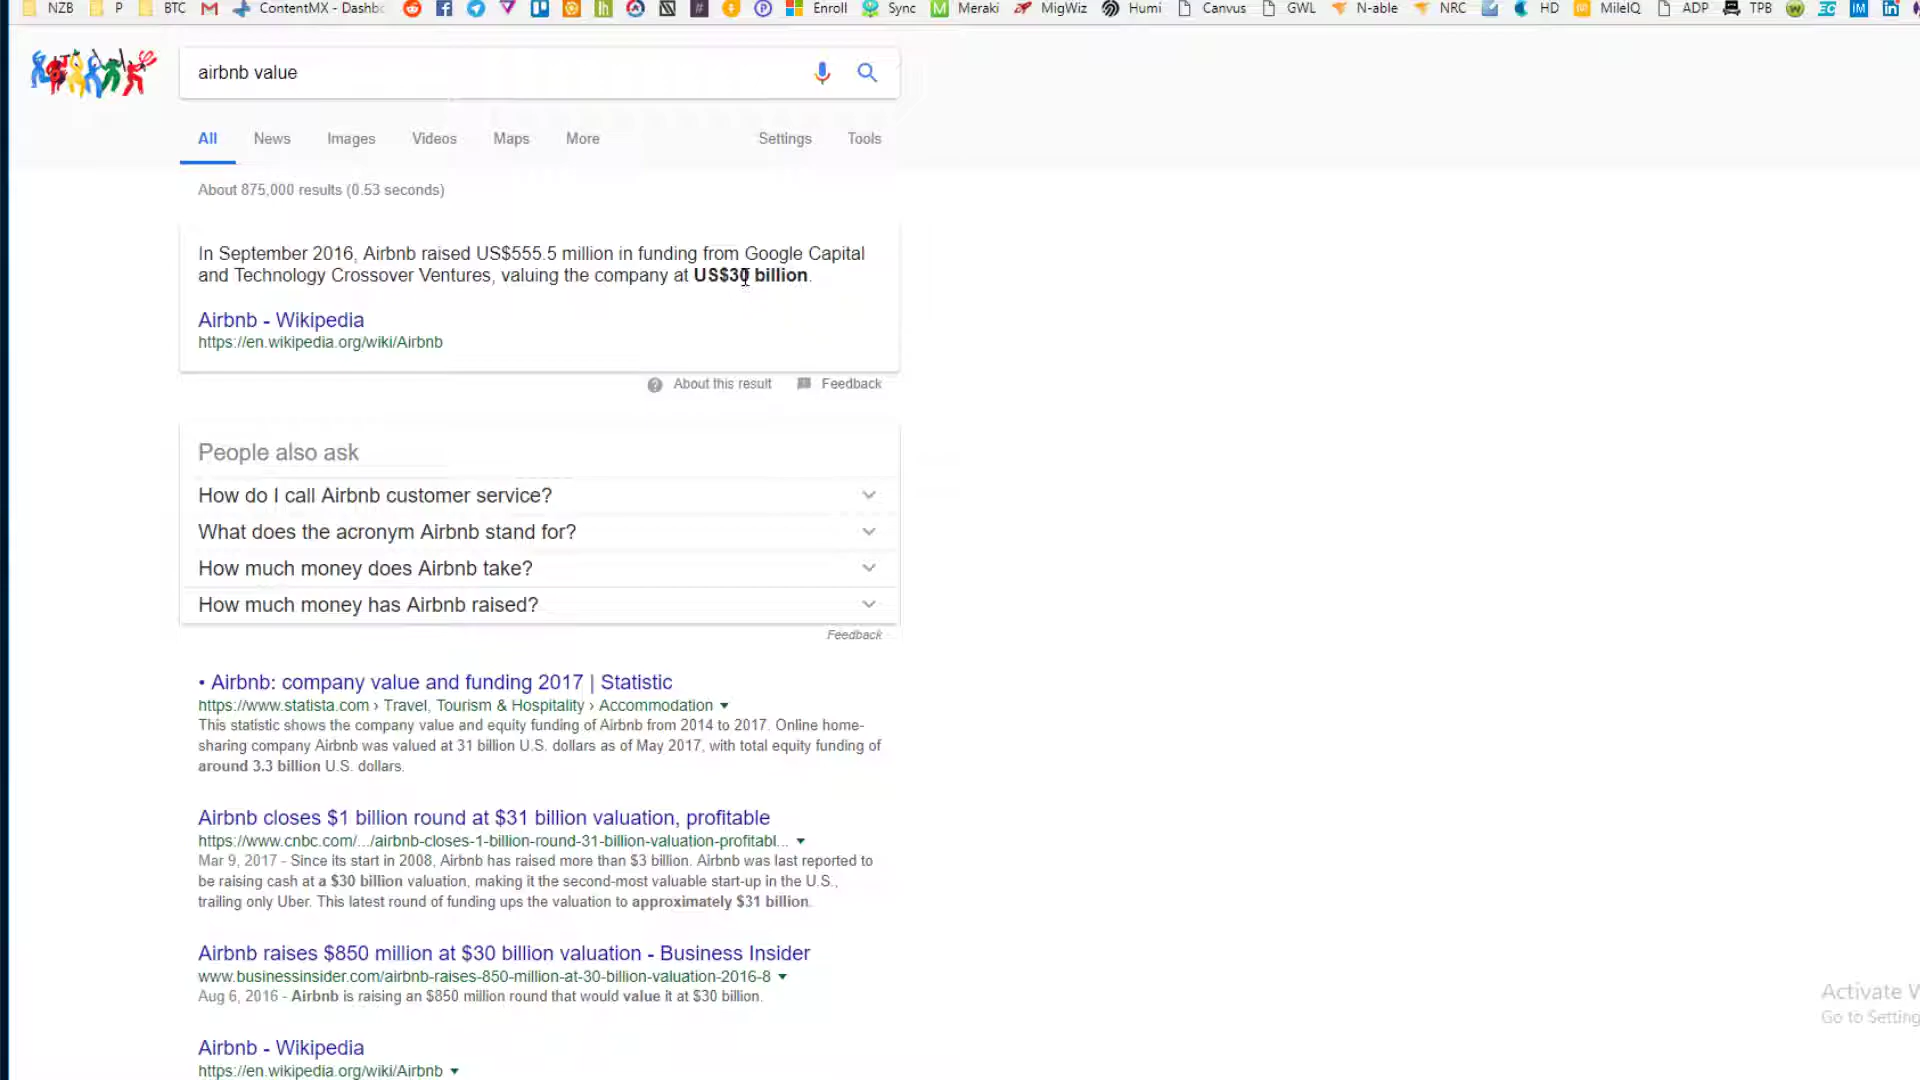 NZB P BTC ContentMX - Dashbo Enroll Sync Meraki MigWiz Humi Canvus GWL N-able NRC HD MileIQ ADP TPB
airbnb value
All News Images Videos Maps More Settings Tools
About 875,000 results (0.53 seconds)
In September 2016, Airbnb raised US$555.5 million in funding from Google Capital
and Technology Crossover Ventures, valuing the company at US$30 billion.
Airbnb - Wikipedia
https://en.wikipedia.org/wiki/Airbnb
About this result Feedback
People also ask
How do I call Airbnb customer service?
What does the acronym Airbnb stand for?
How much money does Airbnb take?
How much money has Airbnb raised?
Feedback
• Airbnb: company value and funding 2017 | Statistic
https://www.statista.com › Travel, Tourism & Hospitality › Accommodation
This statistic shows the company value and equity funding of Airbnb from 2014 to 2017. Online home-
sharing company Airbnb was valued at 31 billion U.S. dollars as of May 2017, with total equity funding of
around 3.3 billion U.S. dollars.
Airbnb closes $1 billion round at $31 billion valuation, profitable
https://www.cnbc.com/.../airbnb-closes-1-billion-round-31-billion-valuation-profitabl...
Mar 9, 2017 - Since its start in 2008, Airbnb has raised more than $3 billion. Airbnb was last reported to
be raising cash at a $30 billion valuation, making it the second-most valuable start-up in the U.S.,
trailing only Uber. This latest round of funding ups the valuation to approximately $31 billion.
Airbnb raises $850 million at $30 billion valuation - Business Insider
www.businessinsider.com/airbnb-raises-850-million-at-30-billion-valuation-2016-8
Aug 6, 2016 - Airbnb is raising an $850 million round that would value it at $30 billion.
Activate W
Go to Setting
Airbnb - Wikipedia
https://en.wikipedia.org/wiki/Airbnb